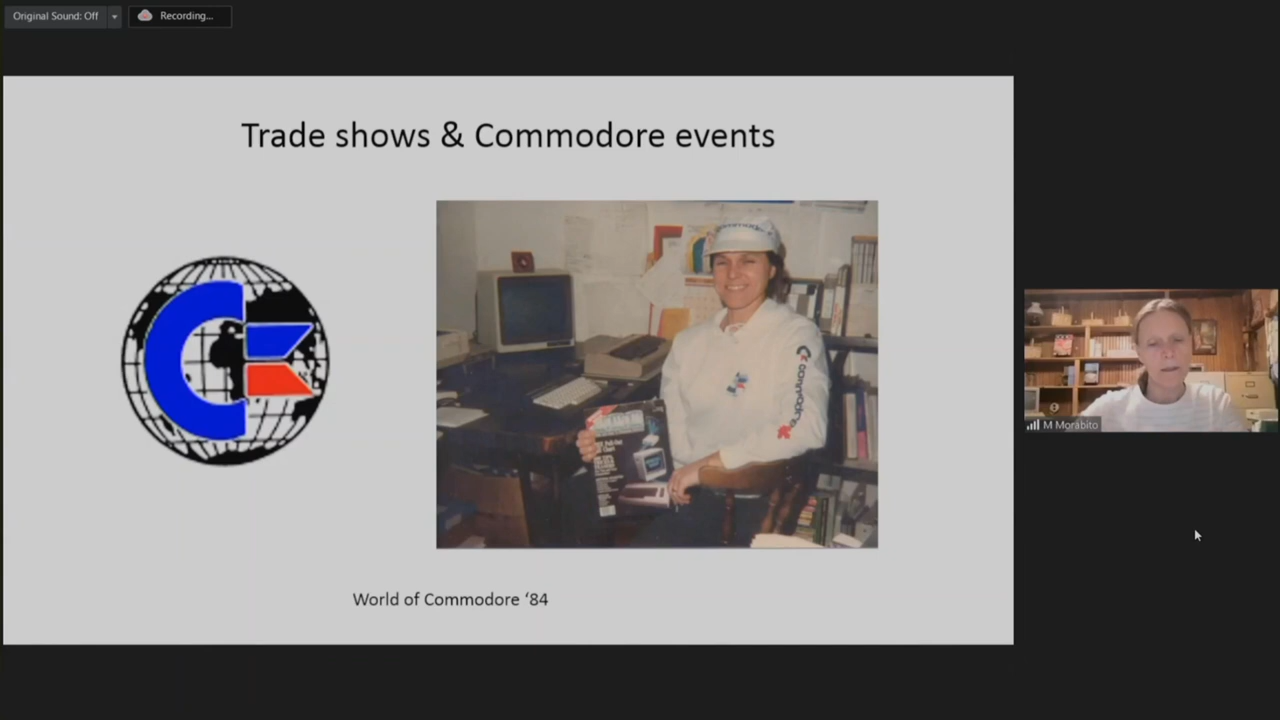 Original Sound: Off
Recording...
Trade shows & Commodore events
commodore
World of Commodore ‘84
M Morabito